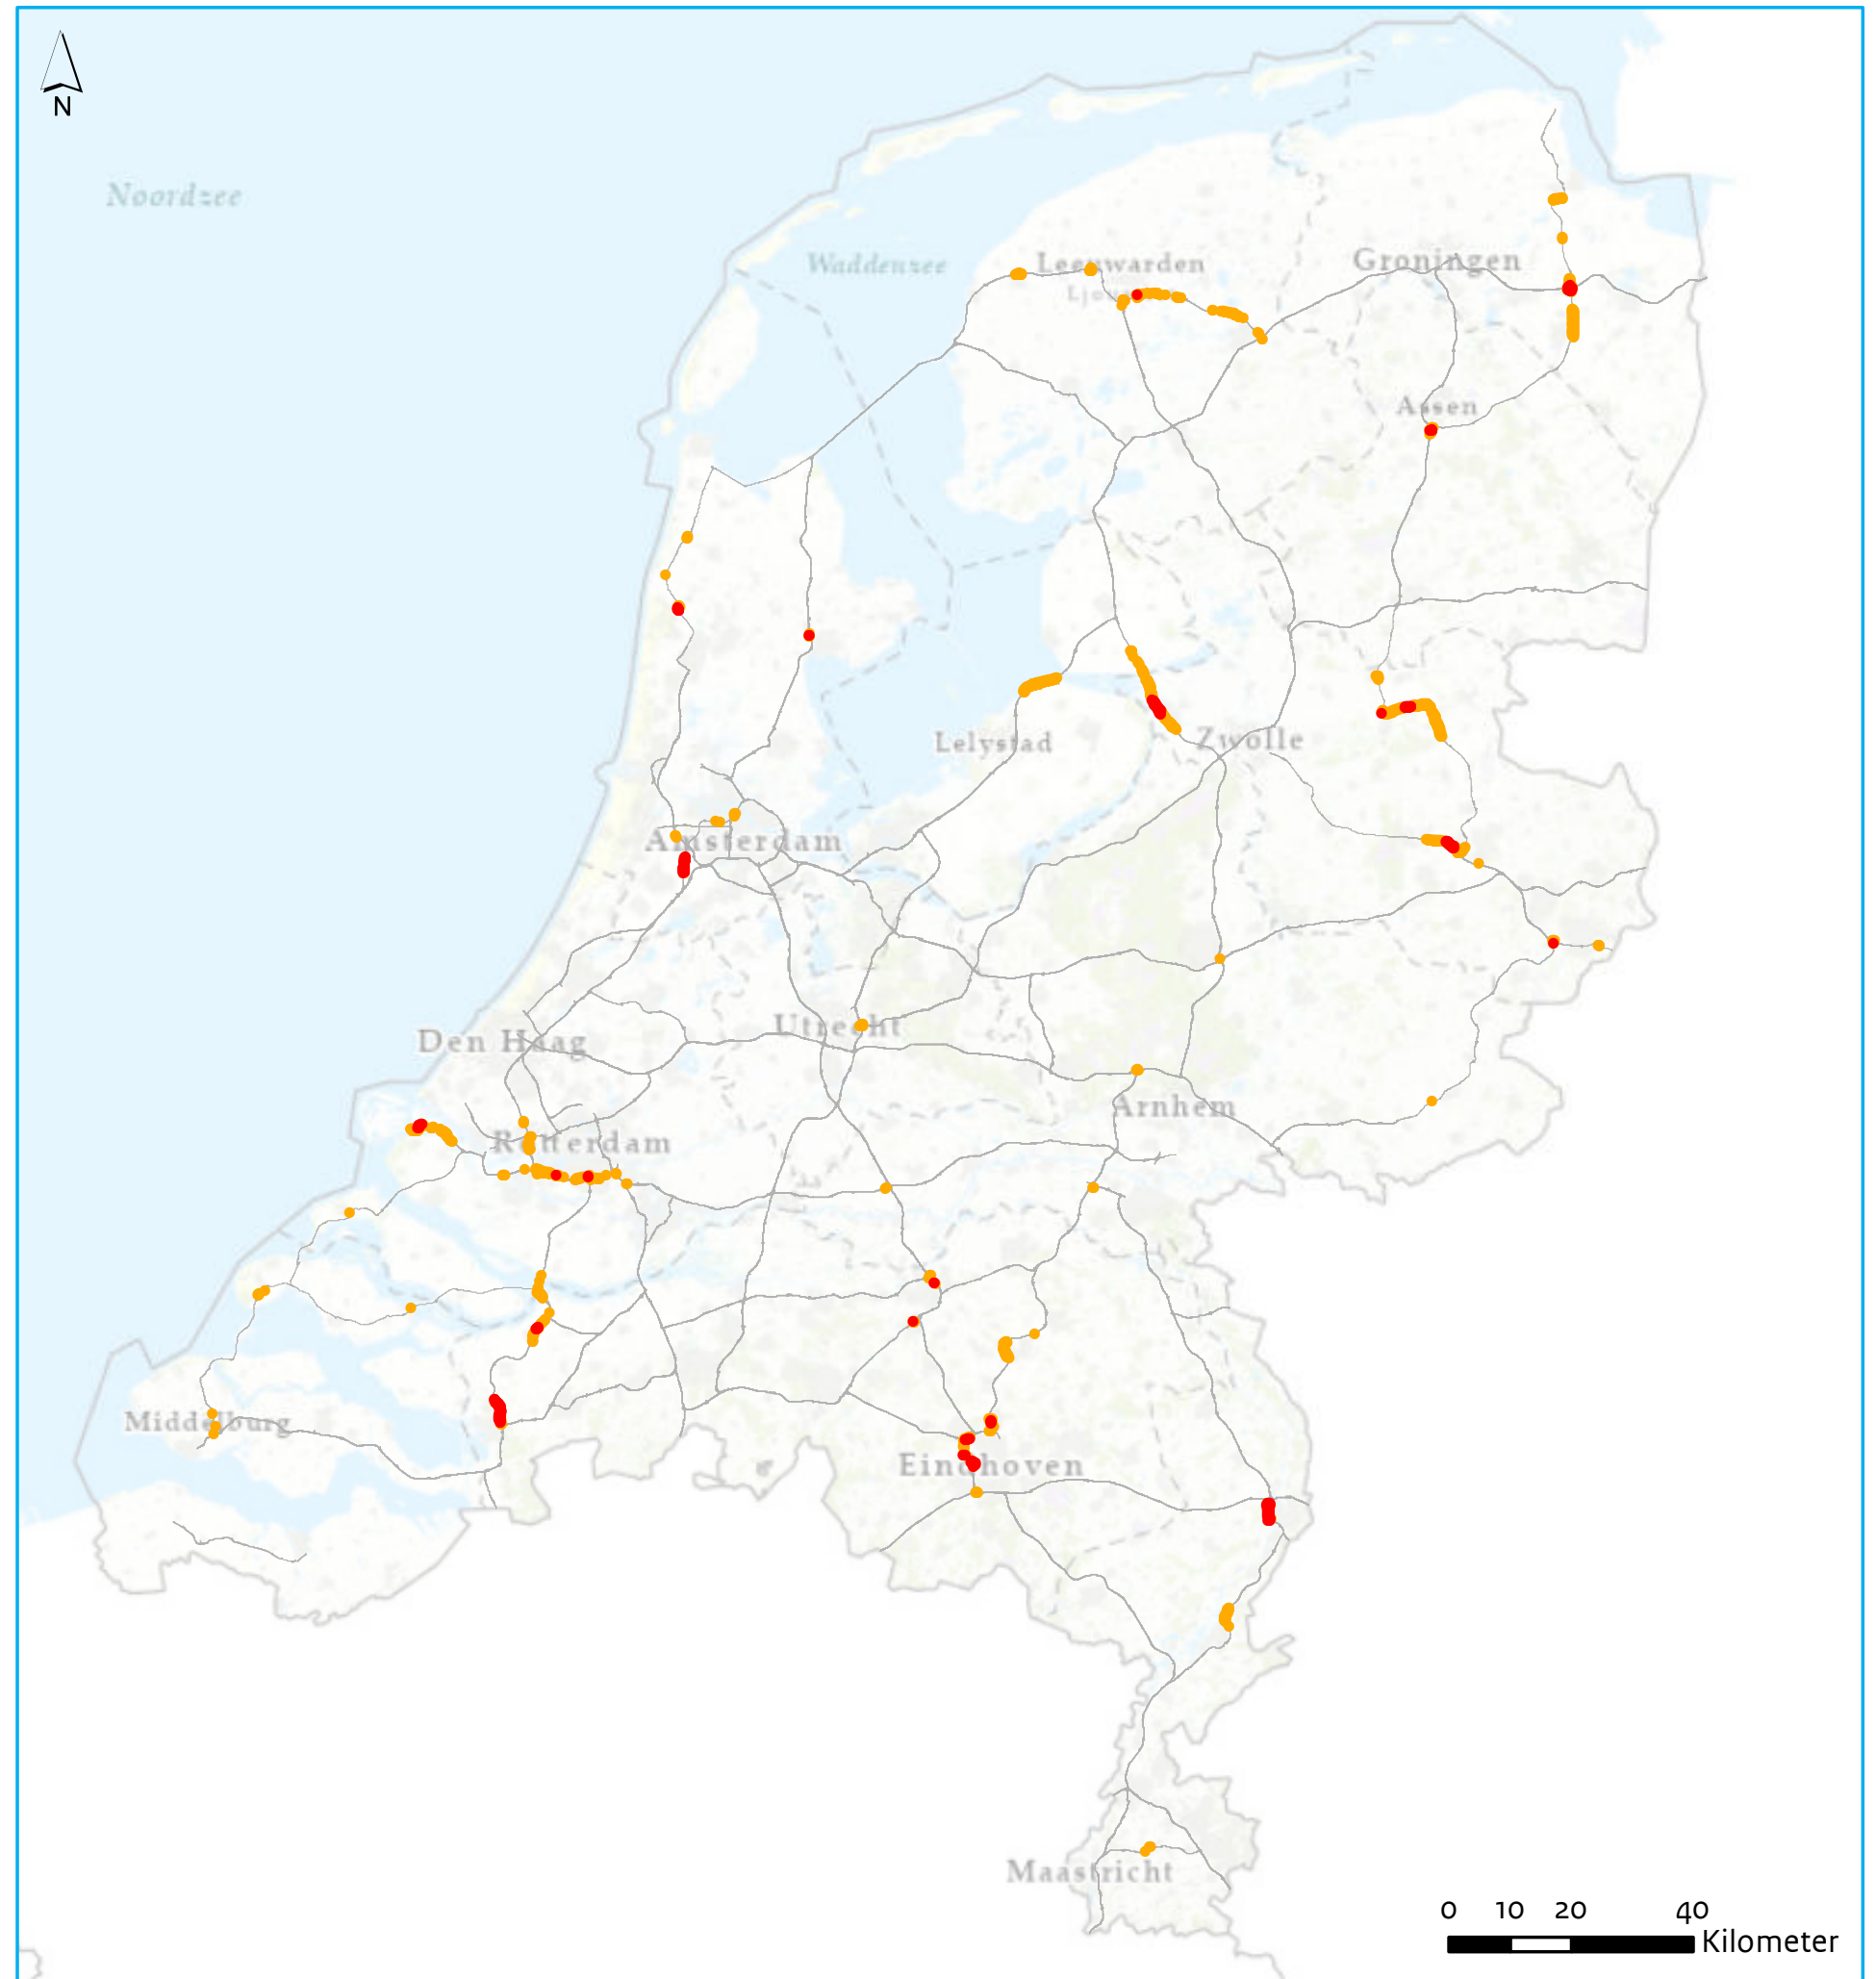 N
Noordzee
Waddenzee
Leeuwarden
Groningen
Assen
Lelystad
Zwolle
Amsterdam
Utrecht
Den Haag
Arnhem
Rotterdam
Middelburg
Eindhoven
Maastricht
0 10 20 40
Kilometer